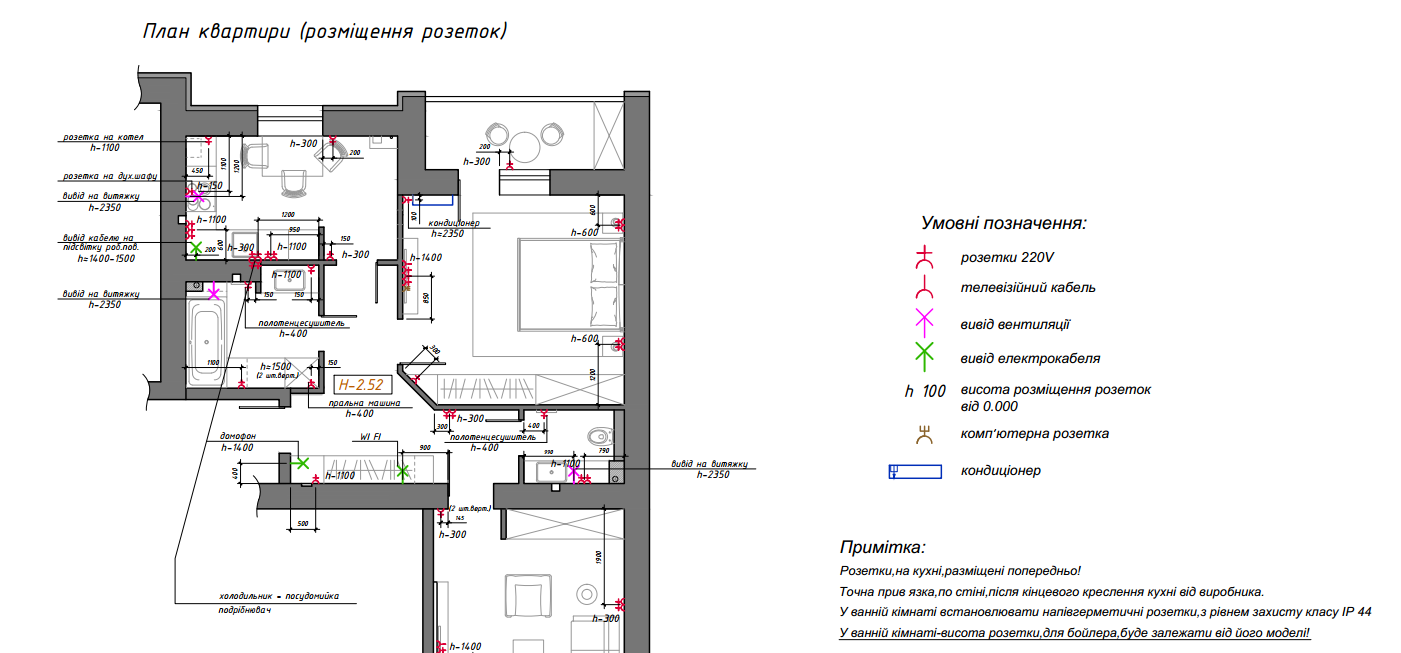 План квартири (розміщення розеток)
розетка на котел
h-1100
розетка на дух.шафу
вивід на витяжку
h-2350
вивід кабелю на
підсвітку роб.пов.
h=1400-1500
вивід на витяжку
h-2350
h-300
200
450
1100
1200
h-150
h-1100
600
200
1200
950
h-300
h-1100
150
h-300
200
h-300
100
кондиціонер
h=2350
600
h-600
h-1400
850
h-1100
150
150
полотенцесушитель
h-400
h-600
1200
300
1100
h=1500
(2 шт.верт.)
150
Н-2.52
пральна машина
h-400
h-300
300
400
полотенцесушитель
h-400
домофон
h-1400
WI FI
900
400
h-1100
500
990
790
h-1100
вивід на витяжку
h-2350
(2 шт.верт.)
145
h-300
1900
h-300
h-1400
холодильник = посудомийка
подрібнювач
Умовні позначення:
розетки 220V
телевізійний кабель
вивід вентиляції
вивід електрокабеля
h 100
висота розміщення розеток
від 0.000
комп'ютерна розетка
кондиціонер
Примітка:
Розетки,на кухні,разміщені попередньо!
Точна прив язка,по стіні,після кінцевого креслення кухні від виробника.
У ванній кімнаті встановлювати напівгерметичні розетки,з рівнем захисту класу IP 44
У ванній кімнаті-висота розетки,для бойлера,буде залежати від його моделі!